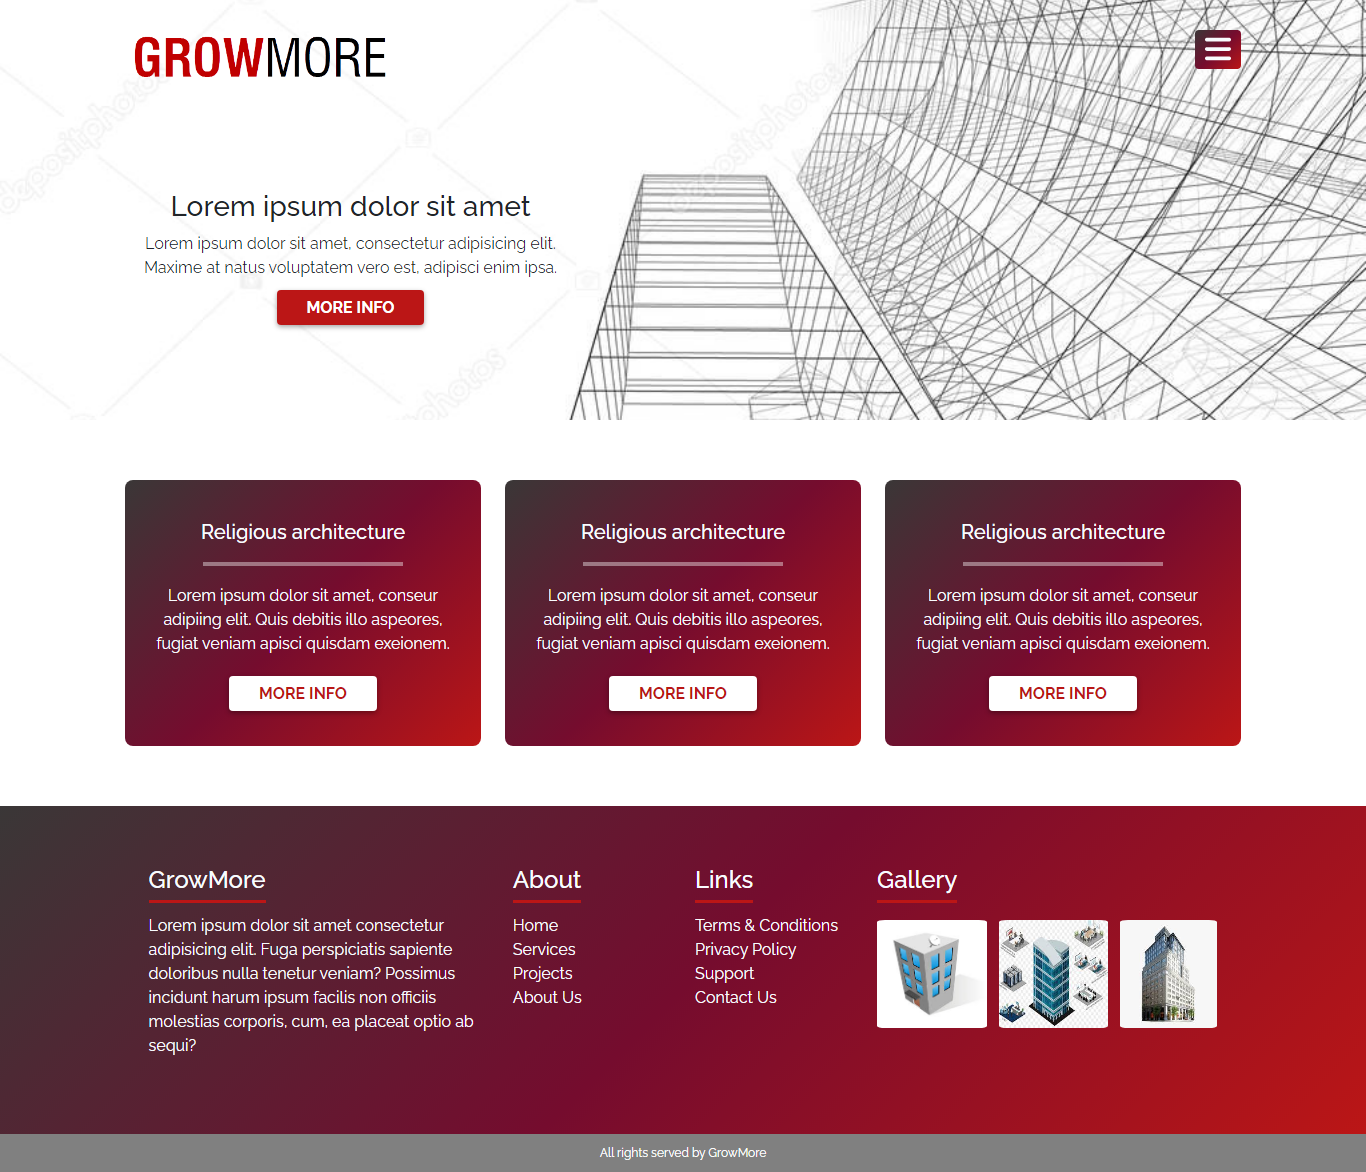 GROWMORE
depositphotos
depositphotos
Lorem ipsum dolor sit amet
Lorem ipsum dolor sit amet, consectetur adipisicing elit.
Maxime at natus voluptatem vero est, adipisci enim ipsa.
MORE INFO
Religious architecture
Lorem ipsum dolor sit amet, conseur
adipiing elit. Quis debitis illo aspeores,
fugiat veniam apisci quisdam exeionem.
MORE INFO
Religious architecture
Lorem ipsum dolor sit amet, conseur
adipiing elit. Quis debitis illo aspeores,
fugiat veniam apisci quisdam exeionem.
MORE INFO
Religious architecture
Lorem ipsum dolor sit amet, conseur
adipiing elit. Quis debitis illo aspeores,
fugiat veniam apisci quisdam exeionem.
MORE INFO
GrowMore
Lorem ipsum dolor sit amet consectetur
adipisicing elit. Fuga perspiciatis sapiente
doloribus nulla tenetur veniam? Possimus
incidunt harum ipsum facilis non officiis
molestias corporis, cum, ea placeat optio ab
sequi?
About
Home
Services
Projects
About Us
Links
Terms & Conditions
Privacy Policy
Support
Contact Us
Gallery
All rights served by GrowMore